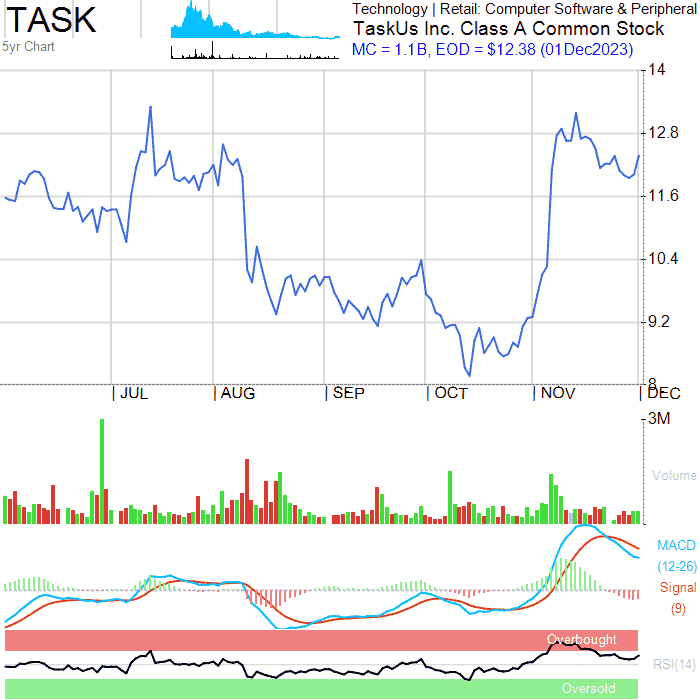 TASK
5yr Chart
Technology | Retail: Computer Software & Peripheral
TaskUs Inc. Class A Common Stock
MC = 1.1B, EOD = $12.38 (01Dec2023)
14
12.8
11.6
10.4
9.2
8
JUL
AUG
SEP
OCT
NOV
DEC
3M
Volume
MACD
(12-26)
Signal
(9)
Overbought
RSI(14)
Oversold